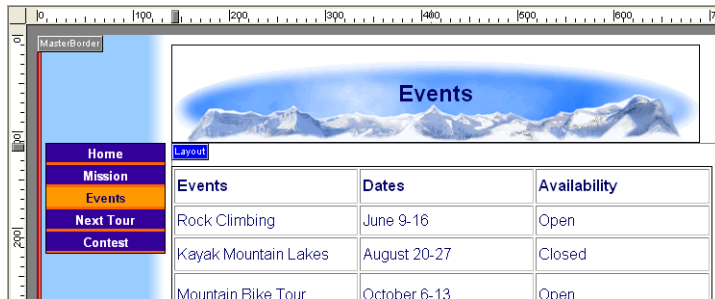 0 100 200 300 400 500 600 7
MasterBorder
0
Events
Home
Layout
Mission
Events
Next Tour
Contest
Events Dates Availability
Rock Climbing June 9-16 Open
Kayak Mountain Lakes August 20-27 Closed
Mountain Bike Tour October 6-13 Open
200